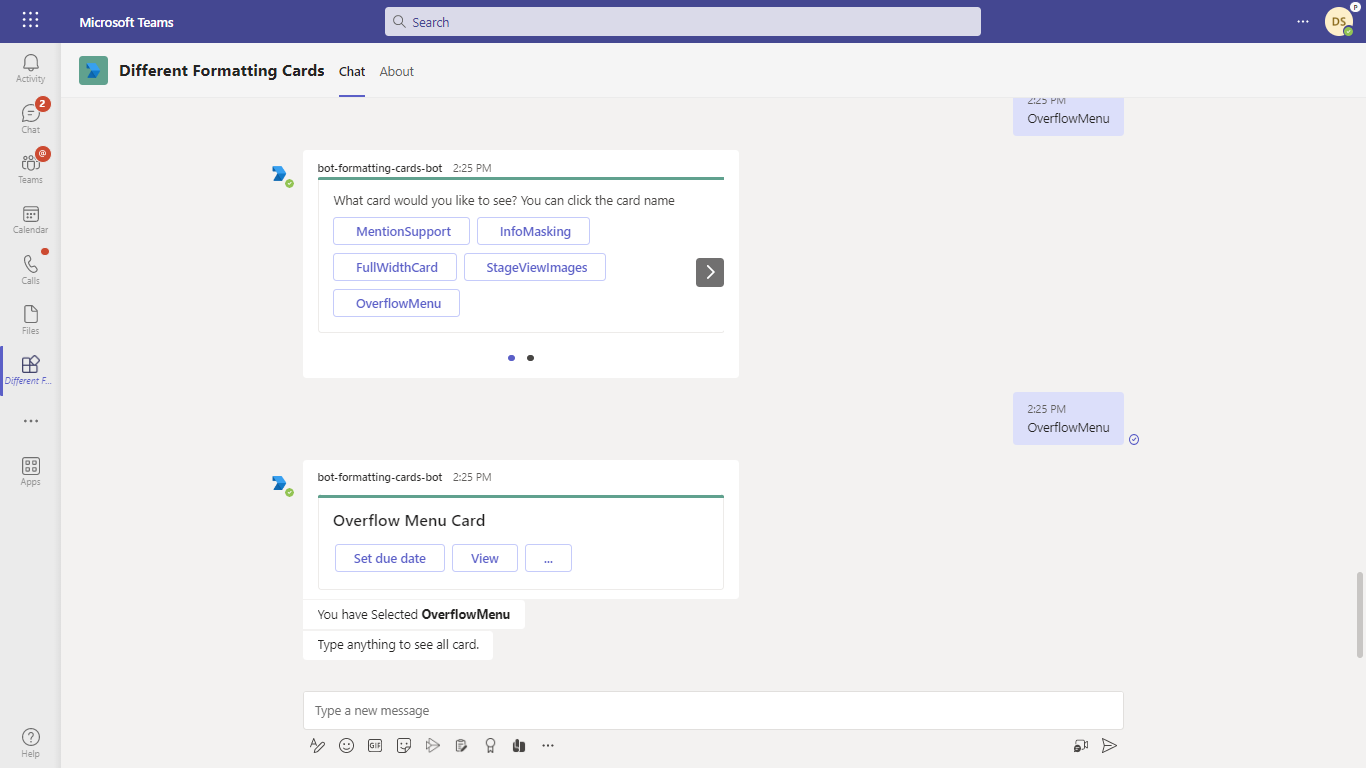 Microsoft Teams
Search
...
DS
P
Activity
2
Chat
@
Teams
Calendar
Calls
Files
Different F...
...
Apps
Help
Different Formatting Cards
Chat
About
2:25 PM
OverflowMenu
bot-formatting-cards-bot 2:25 PM
What card would you like to see? You can click the card name
MentionSupport InfoMasking
FullWidthCard StageViewImages
OverflowMenu
2:25 PM
OverflowMenu
bot-formatting-cards-bot 2:25 PM
Overflow Menu Card
Set due date View ...
You have Selected OverflowMenu
Type anything to see all card.
Type a new message
GIF
...